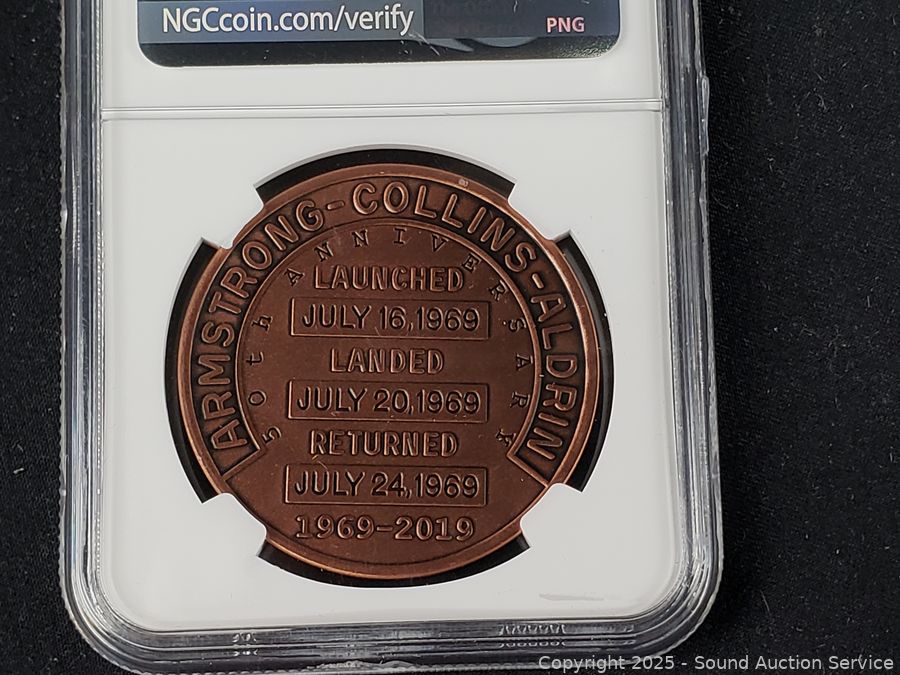 NGCcoin.com/verify
PNG
ARMSTRONG-COLLINS-ALDRIN
50th ANNIVERSARY
LAUNCHED
JULY 16,1969
LANDED
JULY 20,1969
RETURNED
JULY 24,1969
1969-2019
Copyright 2025 - Sound Auction Service